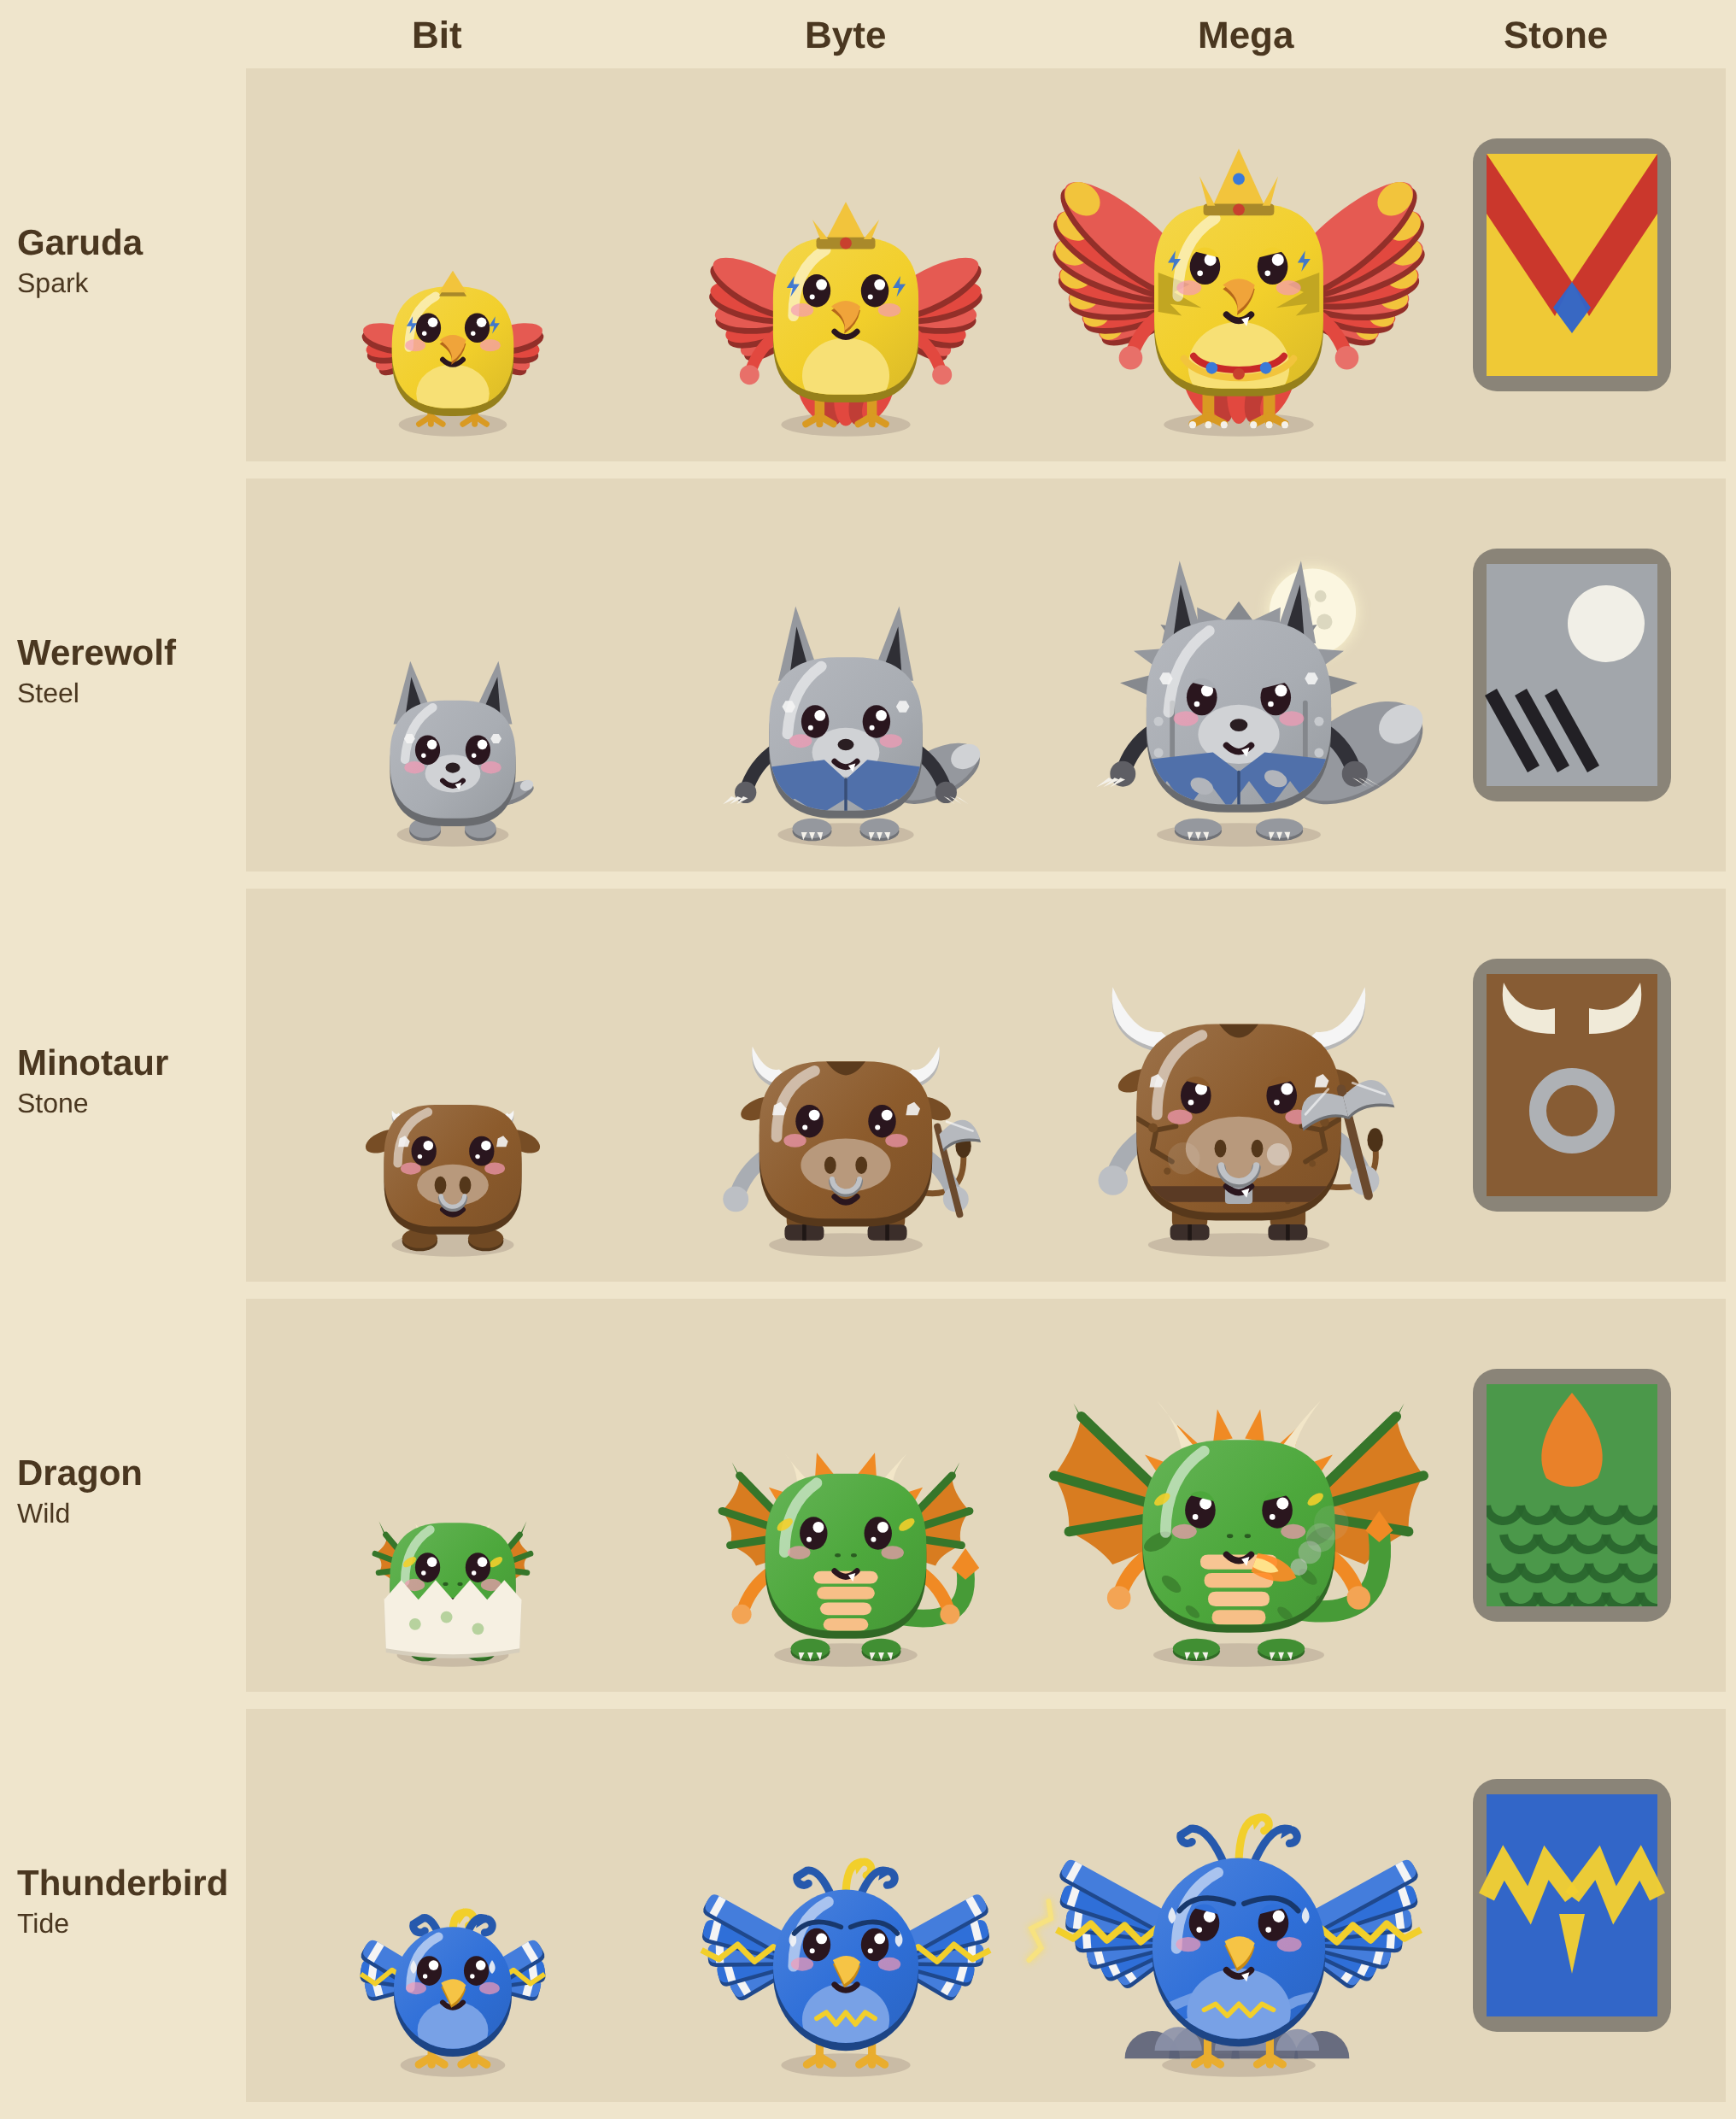 Bit Byte Mega Stone
Garuda
Spark
Werewolf
Steel
Minotaur
Stone
Dragon
Wild
Thunderbird
Tide